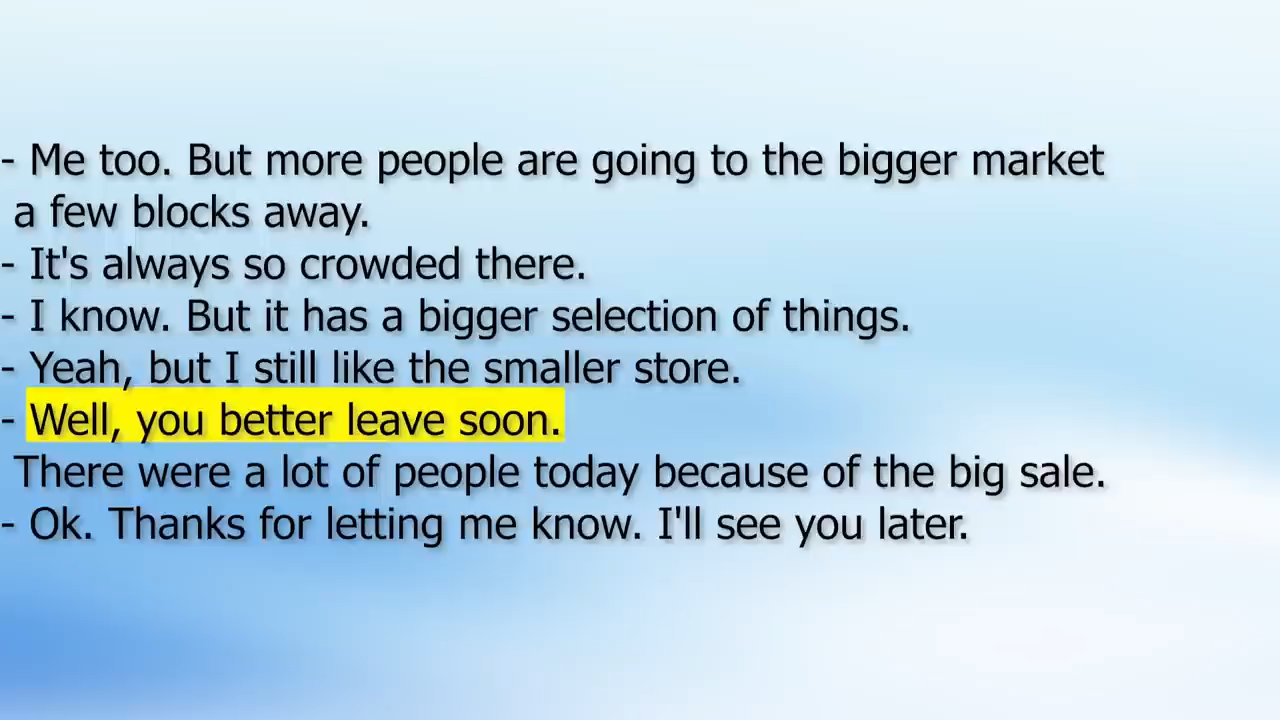 - Me too. But more people are going to the bigger market
a few blocks away.
- It's always so crowded there.
- I know. But it has a bigger selection of things.
- Yeah, but I still like the smaller store.
- Well, you better leave soon.
There were a lot of people today because of the big sale.
- Ok. Thanks for letting me know. I'll see you later.